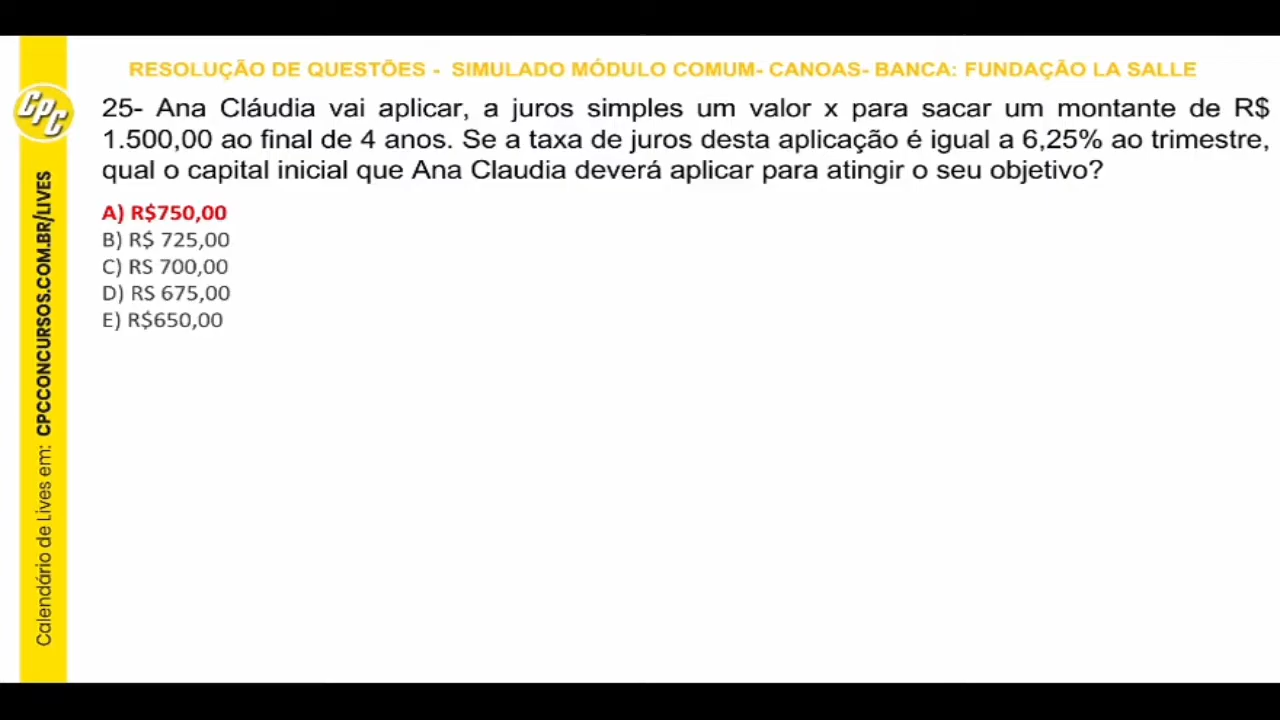 RESOLUÇÃO DE QUESTÕES - SIMULADO MÓDULO COMUM- CANOAS- BANCA: FUNDAÇÃO LA SALLE
CPC
25- Ana Cláudia vai aplicar, a juros simples um valor x para sacar um montante de R$
1.500,00 ao final de 4 anos. Se a taxa de juros desta aplicação é igual a 6,25% ao trimestre,
qual o capital inicial que Ana Claudia deverá aplicar para atingir o seu objetivo?
A) R$750,00
B) R$ 725,00
C) RS 700,00
D) RS 675,00
E) R$650,00
Calendário de Lives em: CPCCONCURSOS.COM.BR/LIVES